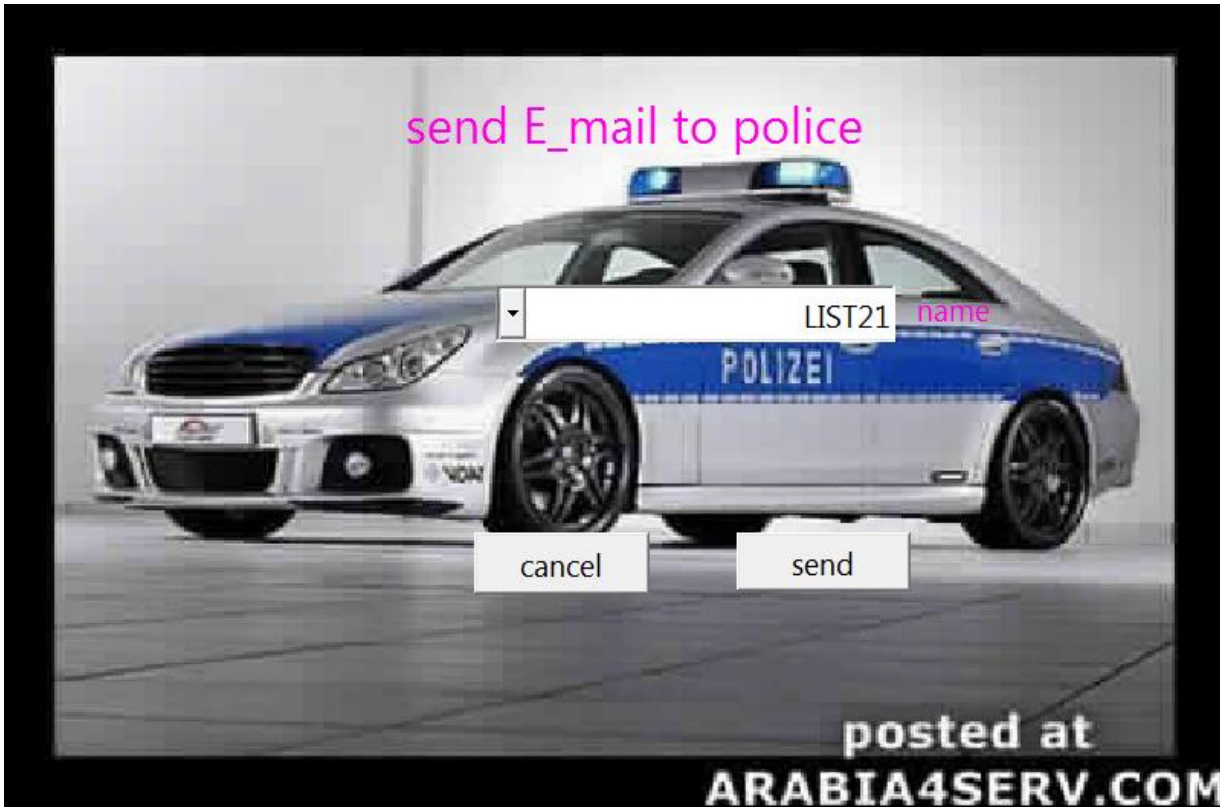 send E_mail to police
LIST21 name
POLIZEI
cancel send
posted at
ARABIA4SERV.COM